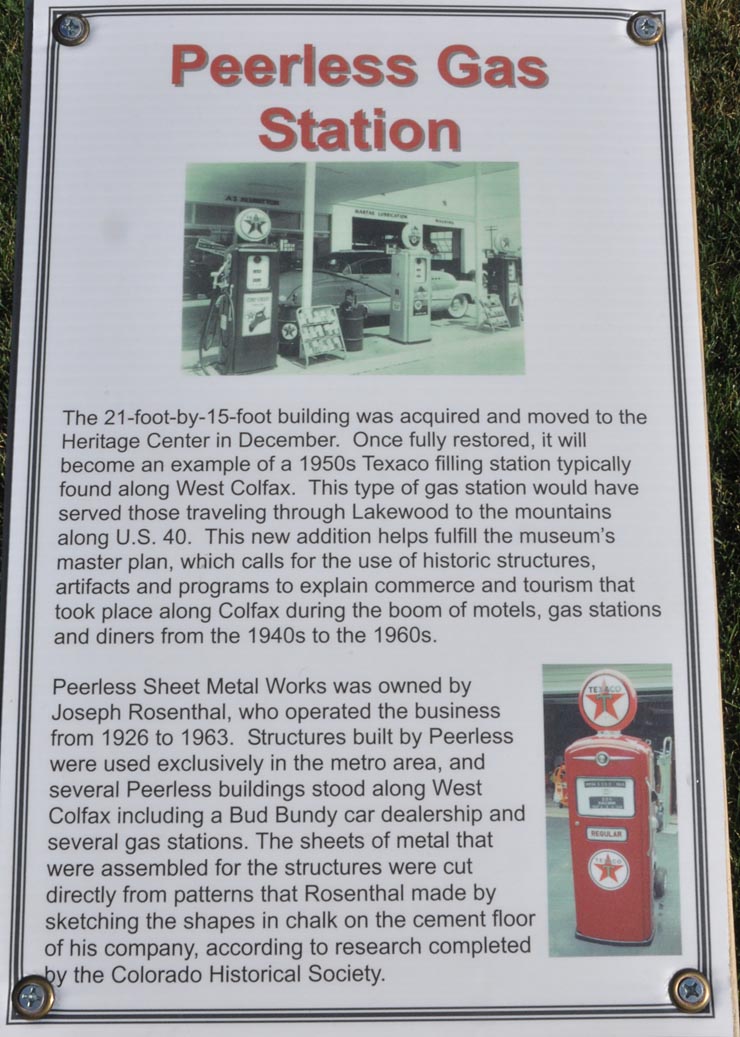 Peerless Gas
Station
MARFAK LUBRICATION
The 21-foot-by-15-foot building was acquired and moved to the
Heritage Center in December.  Once fully restored, it will
become an example of a 1950s Texaco filling station typically
found along West Colfax.  This type of gas station would have
served those traveling through Lakewood to the mountains
along U.S. 40.  This new addition helps fulfill the museum's
master plan, which calls for the use of historic structures,
artifacts and programs to explain commerce and tourism that
took place along Colfax during the boom of motels, gas stations
and diners from the 1940s to the 1960s.
Peerless Sheet Metal Works was owned by
Joseph Rosenthal, who operated the business
from 1926 to 1963.  Structures built by Peerless
were used exclusively in the metro area, and
several Peerless buildings stood along West
Colfax including a Bud Bundy car dealership and
several gas stations. The sheets of metal that
were assembled for the structures were cut
directly from patterns that Rosenthal made by
sketching the shapes in chalk on the cement floor
of his company, according to research completed
by the Colorado Historical Society.
TEXACO
REGULAR
TEXACO